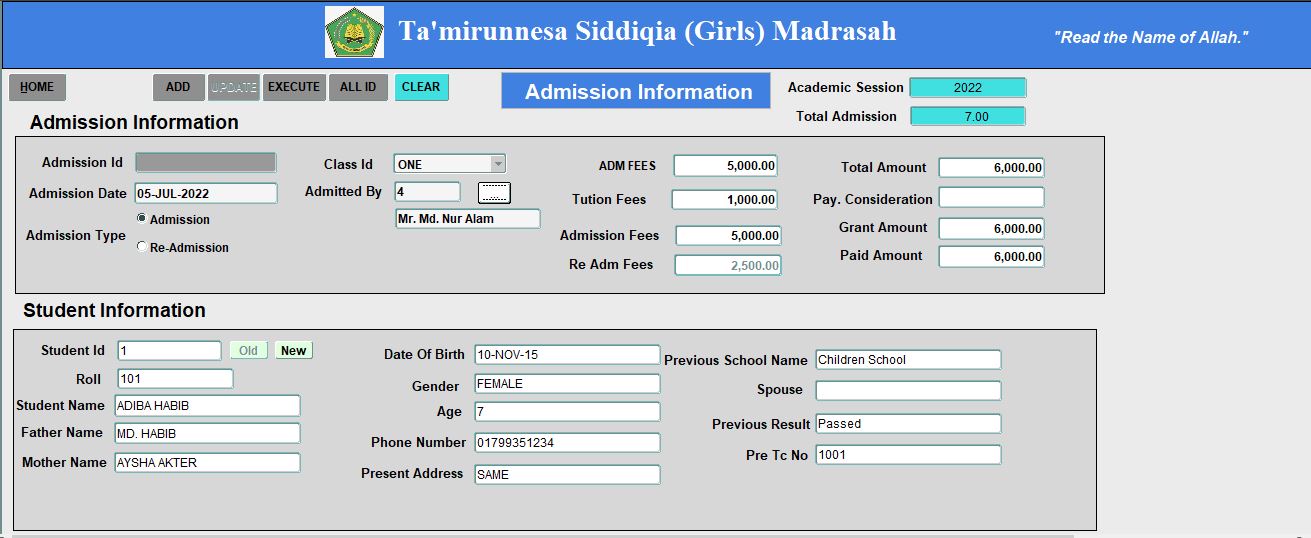 Ta'mirunnesa Siddiqia (Girls) Madrasah
"Read the Name of Allah."
HOME ADD UPDATE EXECUTE ALL ID CLEAR
Admission Information
Academic Session 2022
Total Admission 7.00
Admission Information
Admission Id
Admission Date 05-JUL-2022
Admission Type
Admission
Re-Admission
Class Id ONE
Admitted By 4
Mr. Md. Nur Alam
ADM FEES 5,000.00
Tution Fees 1,000.00
Admission Fees 5,000.00
Re Adm Fees 2,500.00
Total Amount 6,000.00
Pay. Consideration
Grant Amount 6,000.00
Paid Amount 6,000.00
Student Information
Student Id 1 Old New
Roll 101
Student Name ADIBA HABIB
Father Name MD. HABIB
Mother Name AYSHA AKTER
Date Of Birth 10-NOV-15
Gender FEMALE
Age 7
Phone Number 01799351234
Present Address SAME
Previous School Name Children School
Spouse
Previous Result Passed
Pre Tc No 1001